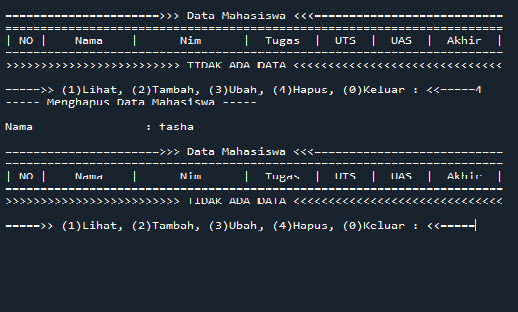 ---------------------->>> Data Mahasiswa <<<---------------------------
=======================================================================
| NO |    Nama    |      Nim      |   Tugas  |  UTS  |  UAS  |  Akhir  |
-----------------------------------------------------------------------
>>>>>>>>>>>>>>>>>>>>>>>>> TIDAK ADA DATA <<<<<<<<<<<<<<<<<<<<<<<<<<<<<<
----->> (1)Lihat, (2)Tambah, (3)Ubah, (4)Hapus, (0)Keluar : <<-----4
----- Menghapus Data Mahasiswa -----
Nama                : tasha
---------------------->>> Data Mahasiswa <<<---------------------------
=======================================================================
| NO |    Nama    |      Nim      |   Tugas  |  UTS  |  UAS  |  Akhir  |
-----------------------------------------------------------------------
>>>>>>>>>>>>>>>>>>>>>>>>> TIDAK ADA DATA <<<<<<<<<<<<<<<<<<<<<<<<<<<<<<
----->> (1)Lihat, (2)Tambah, (3)Ubah, (4)Hapus, (0)Keluar : <<-----